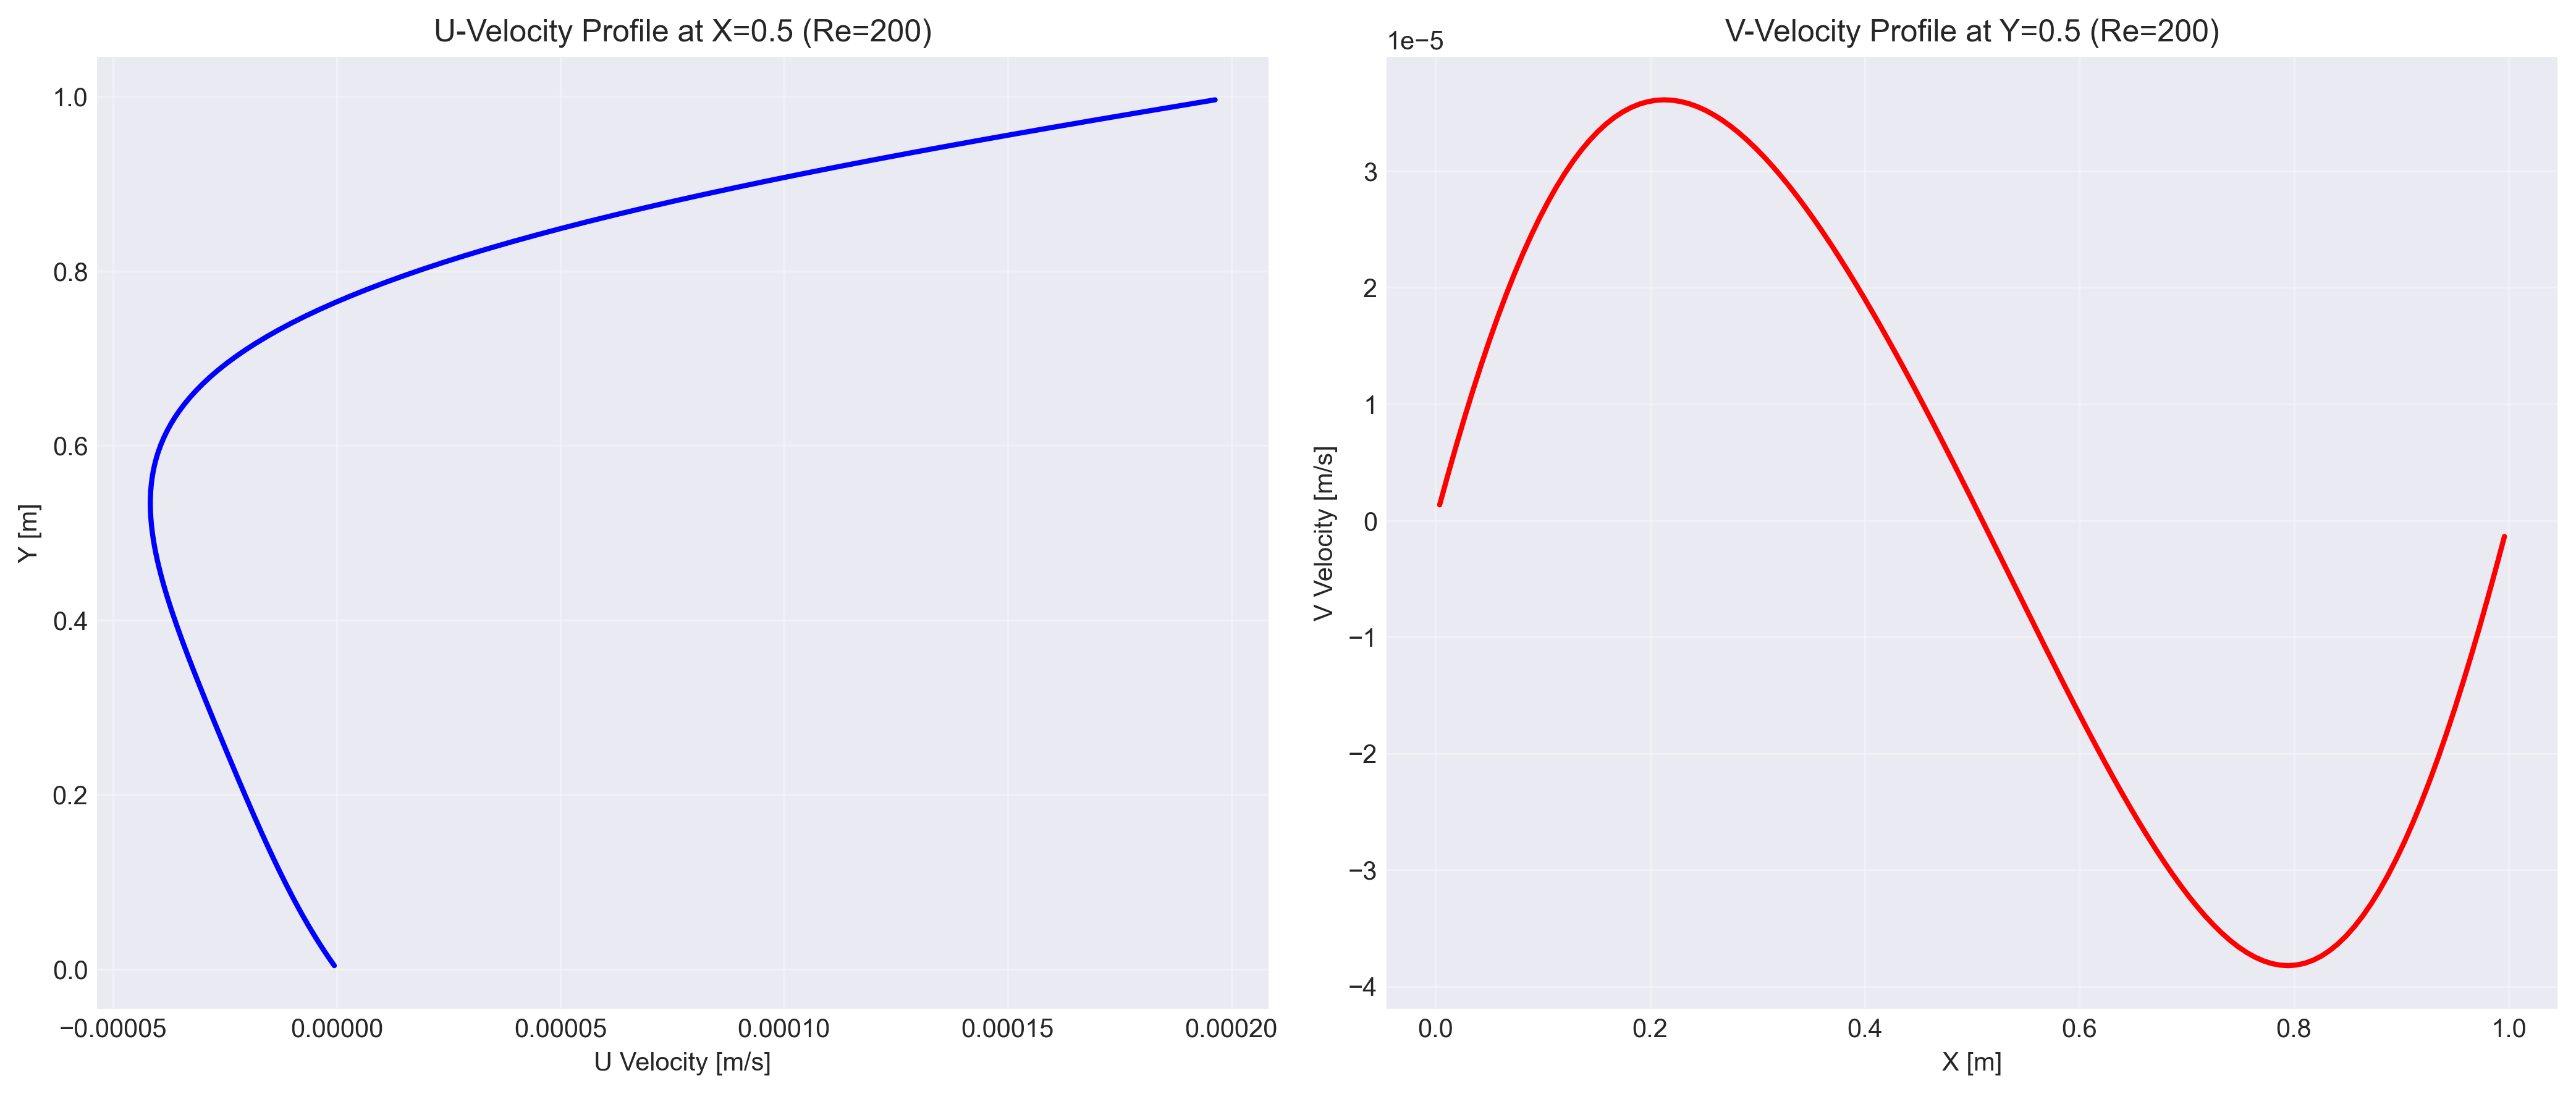 U-Velocity Profile at X=0.5 (Re=200)
1.0
0.8
0.6
0.4
0.2
0.0
Y [m]
−0.00005 0.00000 0.00005 0.00010 0.00015 0.00020
U Velocity [m/s]
V-Velocity Profile at Y=0.5 (Re=200)
1e−5
3
2
1
0
−1
−2
−3
−4
V Velocity [m/s]
0.0 0.2 0.4 0.6 0.8 1.0
X [m]